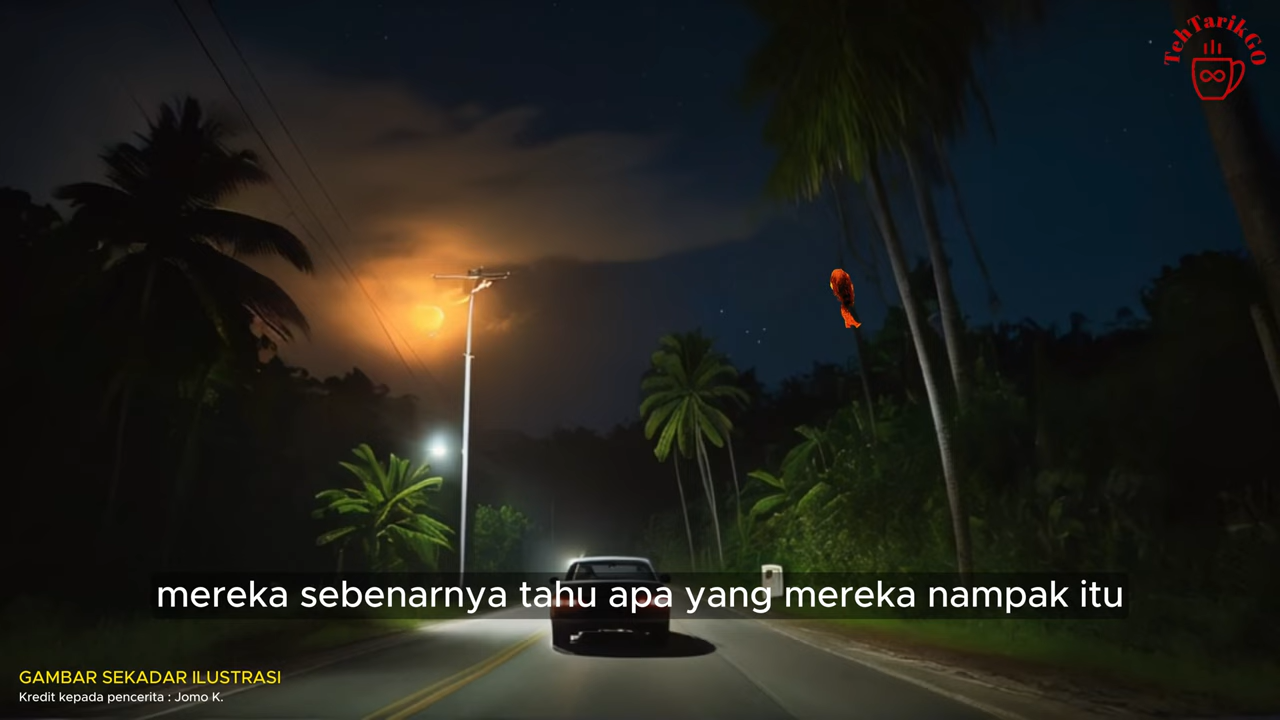 TehTarikGO
mereka sebenarnya tahu apa yang mereka nampak itu
GAMBAR SEKADAR ILUSTRASI
Kredit kepada pencerita : Jomo K.